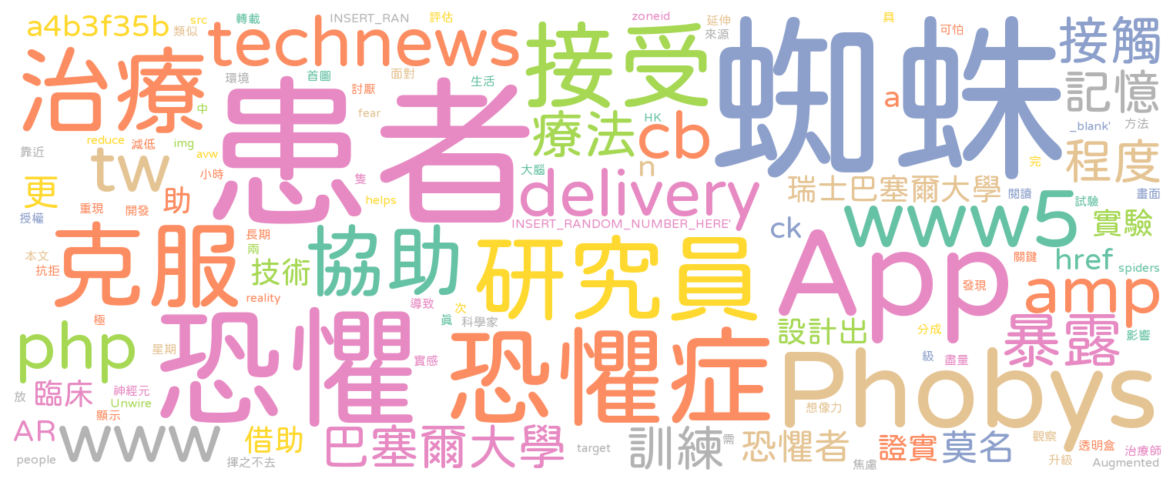 a4b3f35b
類似
src
轉載
INSERT_RAN
評估
zoneid
延伸
來源
具
可怕
治療
technews
接受
蜘蛛
接觸
環境
首圖
面對
討厭
生活
中
記憶
患者
fear
a
HK
療法
cb
_blank'
方法
reduce
減低
img
靠近
avw
tw
小時
隻
大腦
n
完
程度
更
助
helps
delivery
瑞士巴塞爾大學
閱讀
畫面
授權
重現
開發
INSERT_RANDOM_NUMBER_HERE'
試驗
www5
實驗
ck
克服
長期
兩
協助
研究員
App
本文
抗拒
技術
關鍵
href
spiders
reality
發現
amp
導致
次
極
員
科學家
php
恐懼
恐懼症
設計出
分成
暴露
影響
星期
實感
級
盡量
Phobys
放
臨床
神經元
Unwire
顯示
想像力
AR
www
借助
巴塞爾大學
訓練
需
恐懼者
證實
莫名
觀察
透明盒
治療師
people
揮之不去
target
焦慮
升級
Augmented